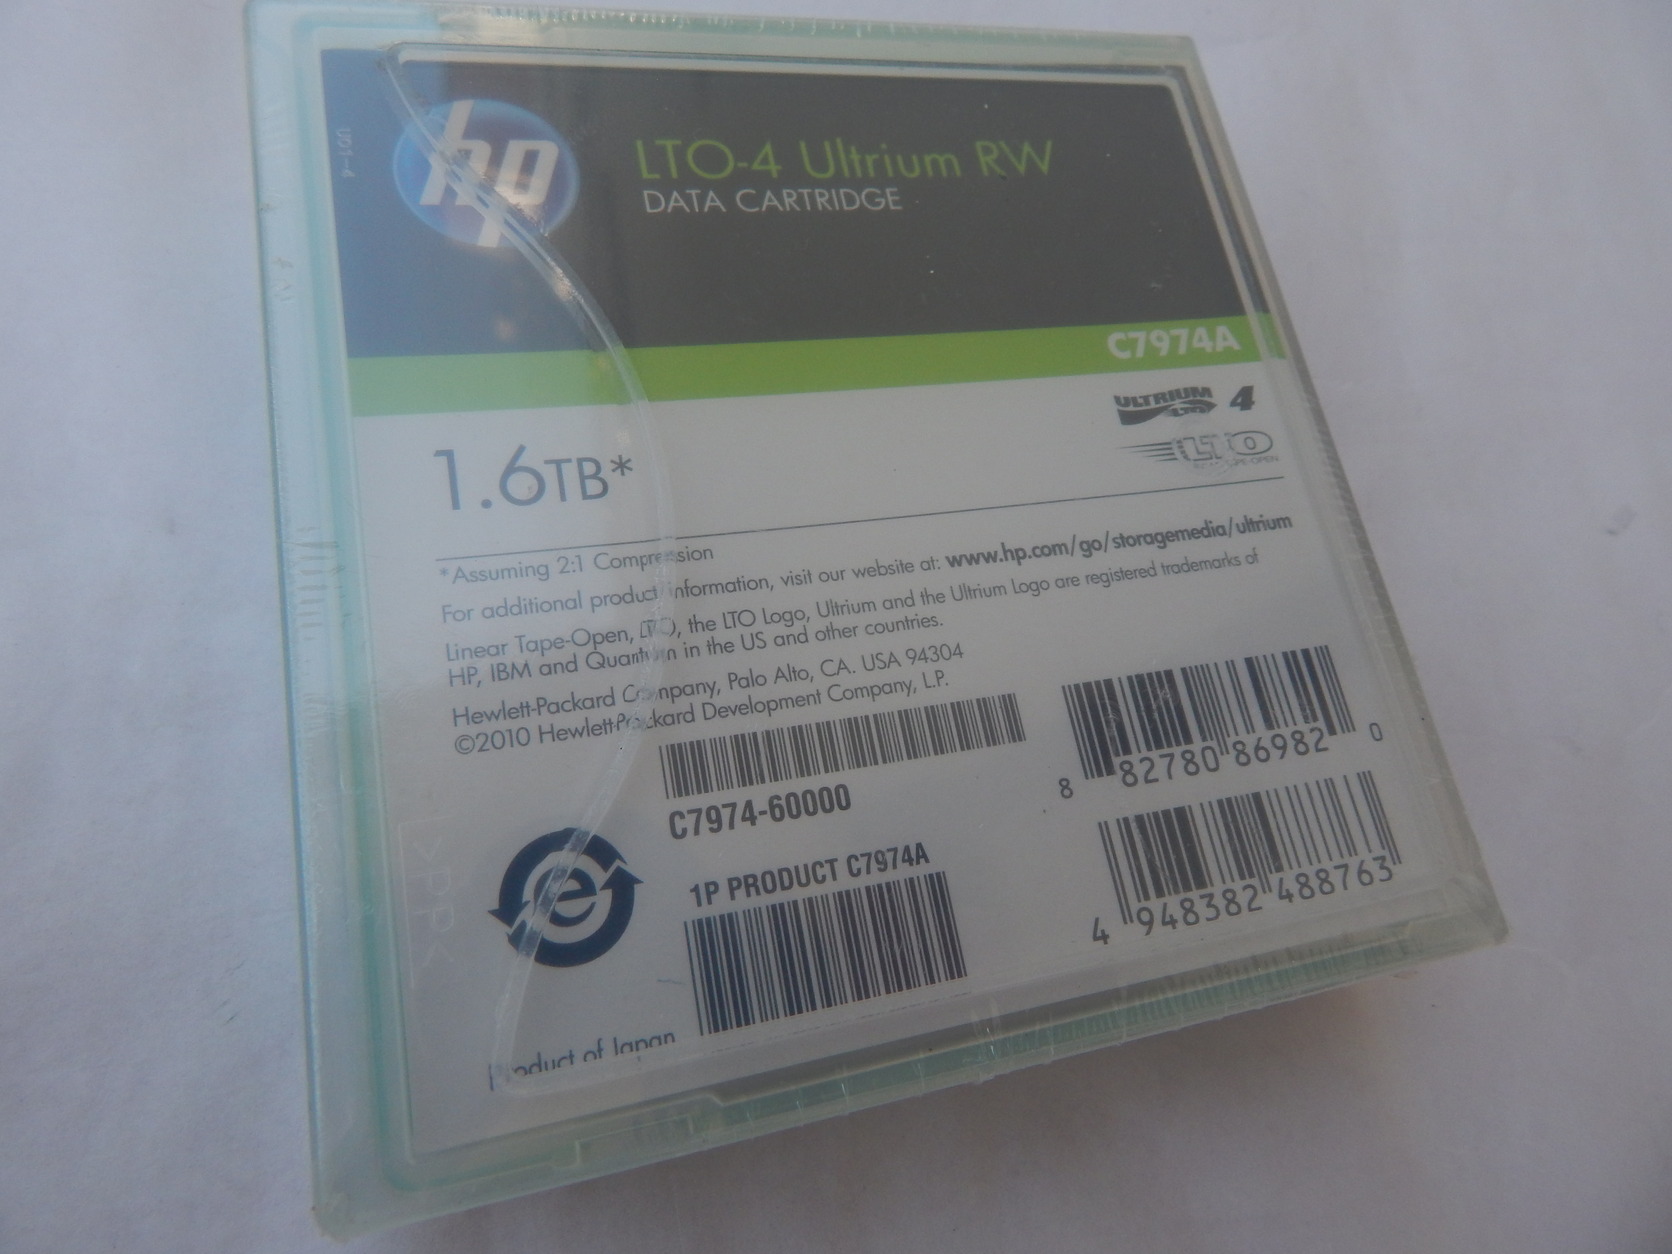 hp
LTO-4 Ultrium RW
DATA CARTRIDGE
C7974A
ULTRIUM
LTO
4
LTO
1.6TB*
*Assuming 2:1 Compression
For additional product information, visit our website at: www.hp.com/go/storagemedia/ultrium
Linear Tape-Open, LTO, the LTO Logo, Ultrium and the Ultrium Logo are registered trademarks of
HP, IBM and Quantum in the US and other countries.
Hewlett-Packard Company, Palo Alto, CA. USA 94304
©2010 Hewlett-Packard Development Company, L.P.
C7974-60000
8 82780 86982 0
1P PRODUCT C7974A
4 948382 488763
e
Product of Japan